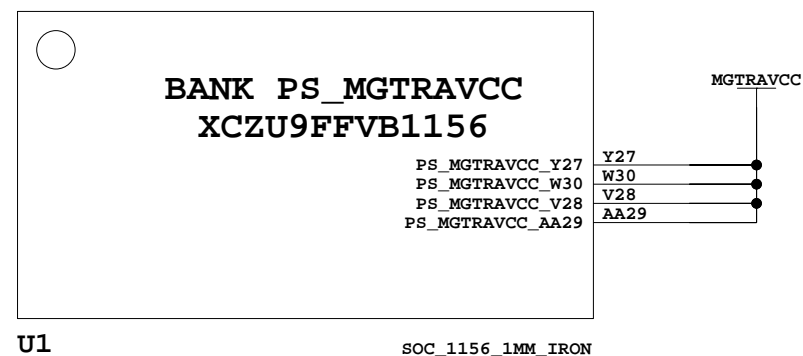 BANK PS_MGTRAVCC
XCZU9FFVB1156
MGTRAVCC
PS_MGTRAVCC_Y27 Y27
PS_MGTRAVCC_W30 W30
PS_MGTRAVCC_V28 V28
PS_MGTRAVCC_AA29 AA29
U1
SOC_1156_1MM_IRON